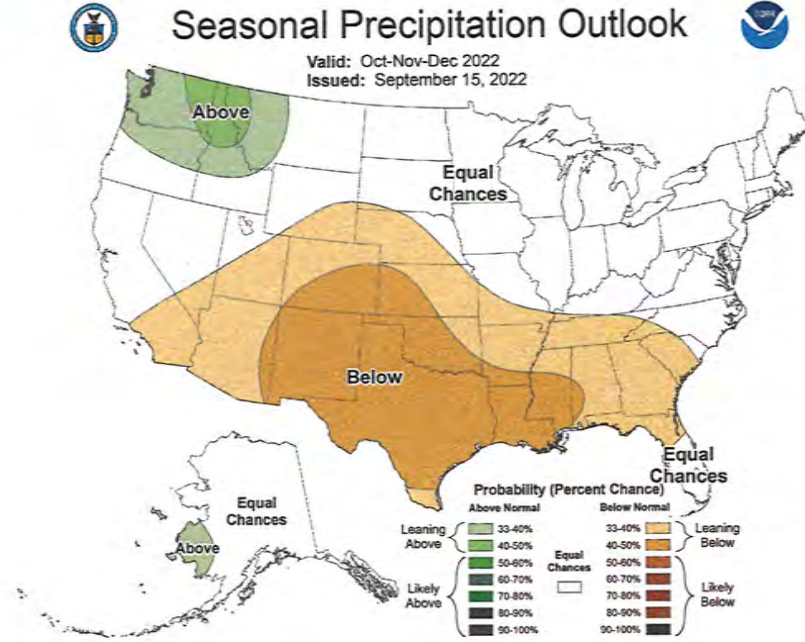 Seasonal Precipitation Outlook
NOAA
Valid: Oct-Nov-Dec 2022
Issued: September 15, 2022
Above
Equal
Chances
Below
Equal
Chances
Equal
Chances
Above
Probability (Percent Chance)
Above Normal
Below Normal
Leaning
Above
33-40%
40-50%
Likely
Above
50-60%
60-70%
70-80%
80-90%
90-100%
Equal
Chances
33-40%
40-50%
Leaning
Below
50-60%
60-70%
70-80%
80-90%
90-100%
Likely
Below